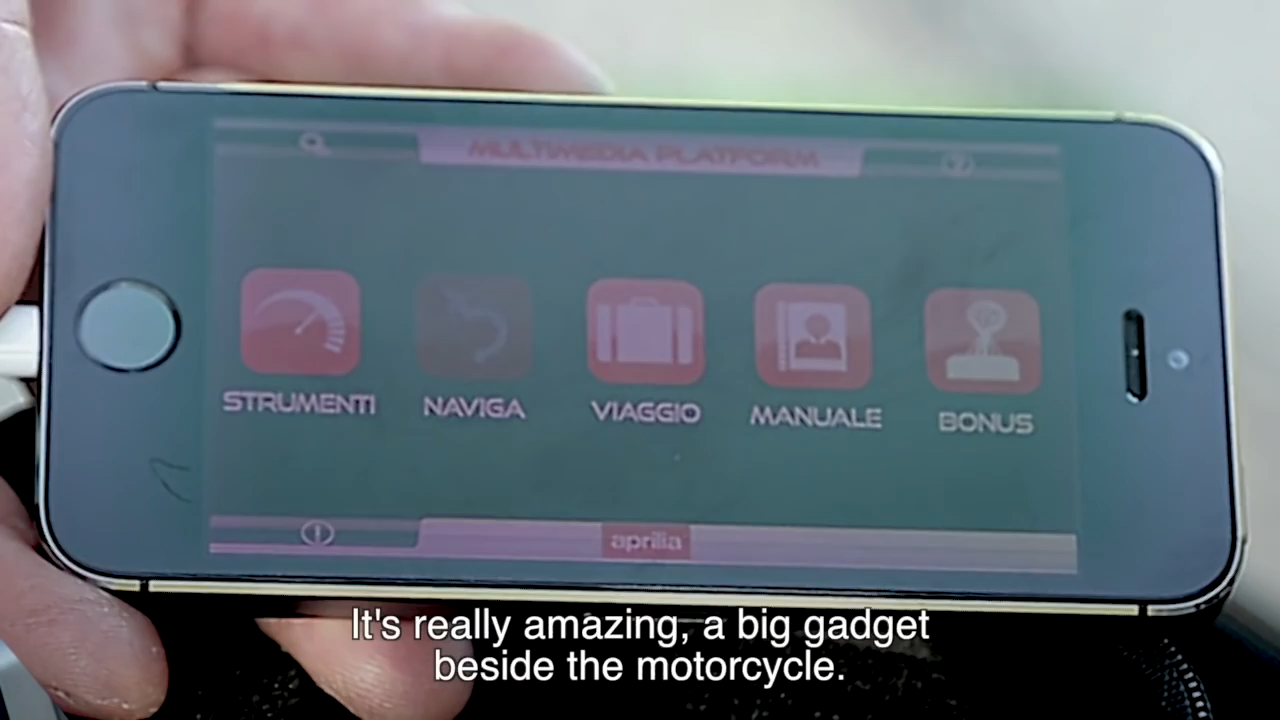 MULTIMEDIA PLATFORM
STRUMENTI
NAVIGA
VIAGGIO
MANUALE
BONUS
aprilia
It's really amazing, a big gadget
beside the motorcycle.